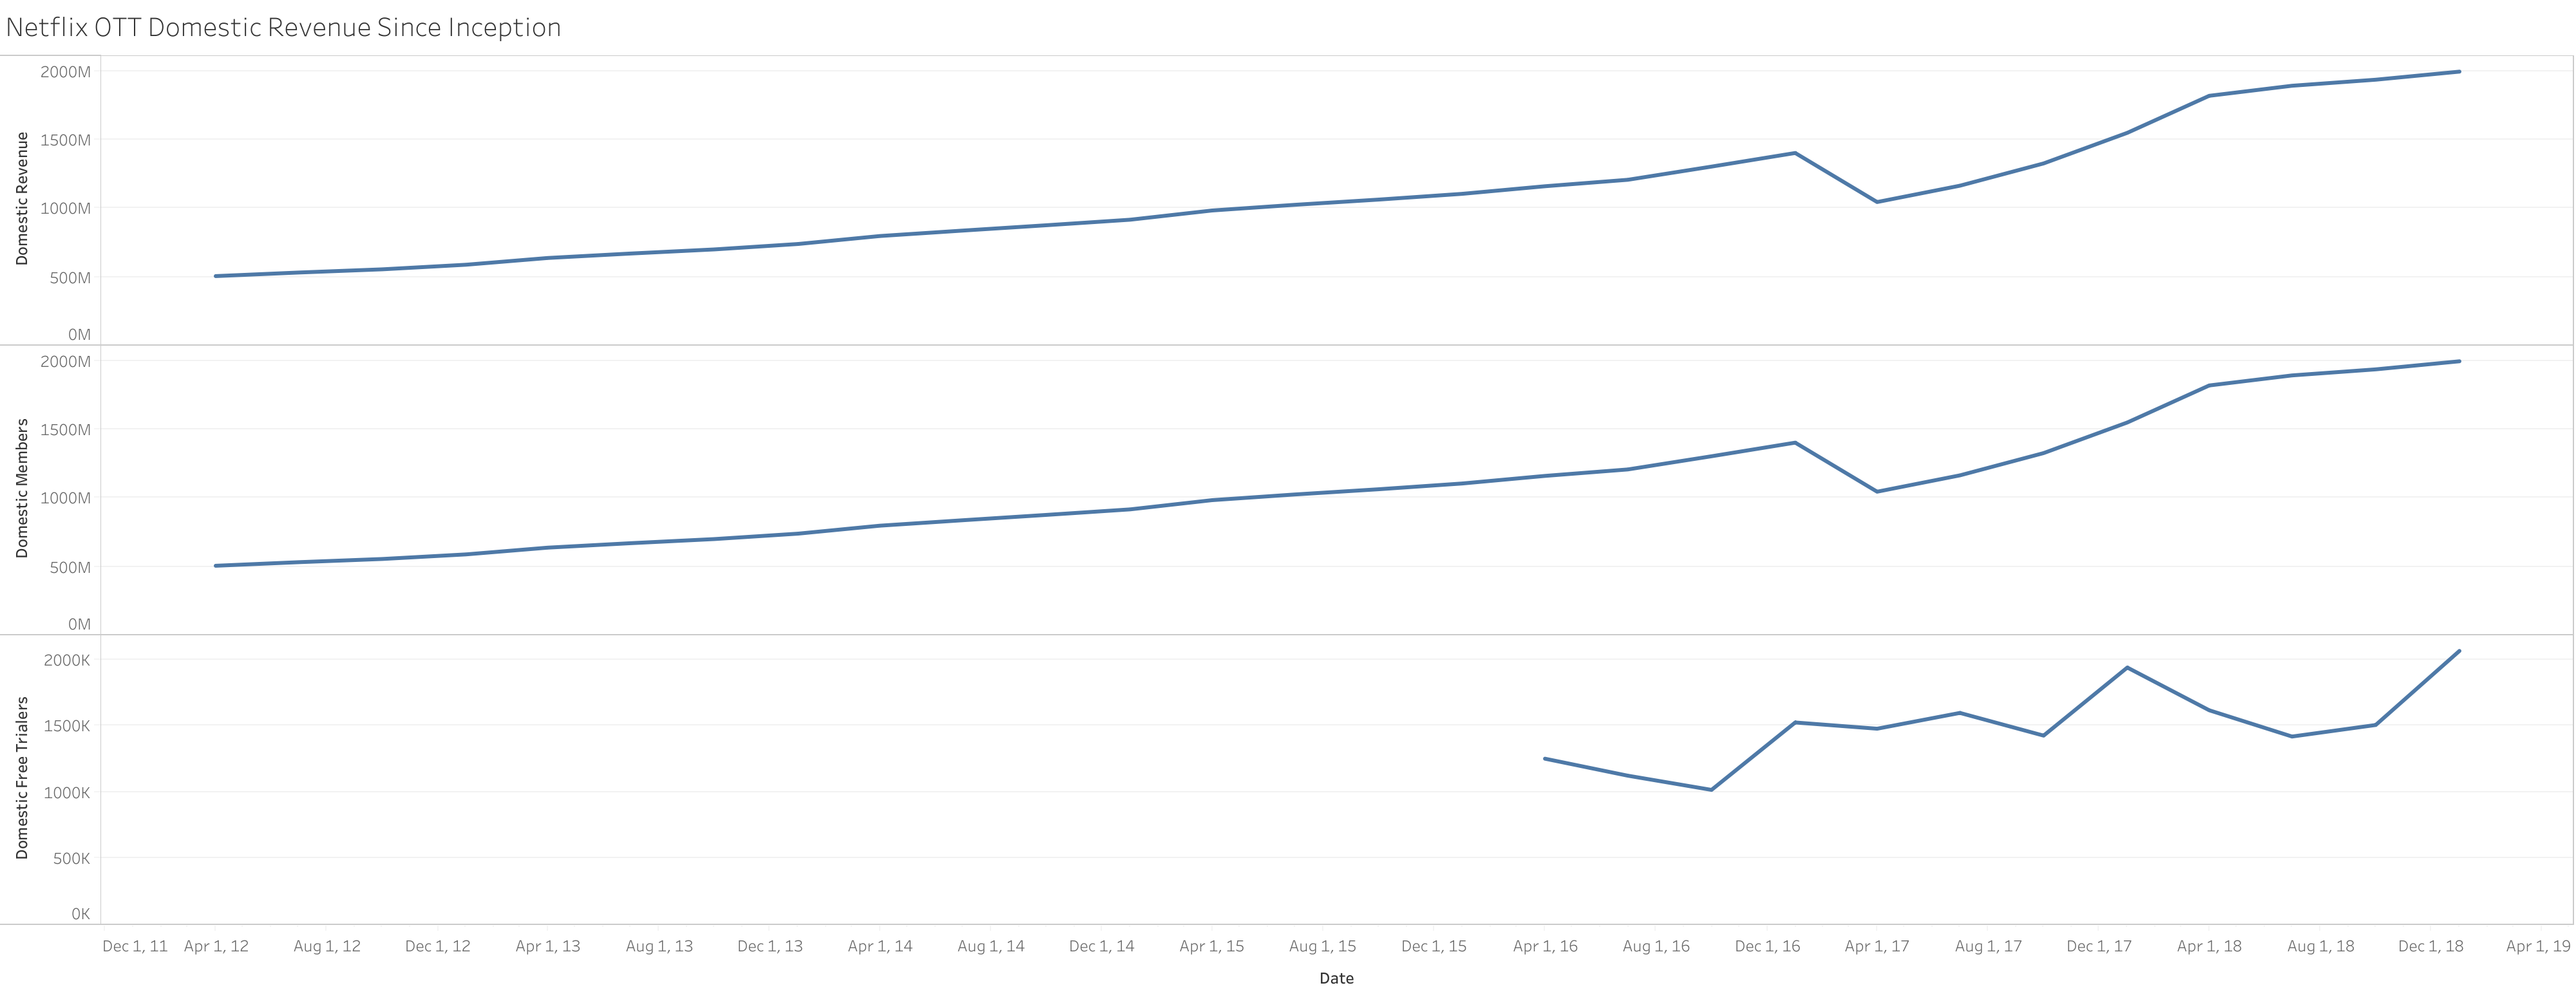 Netflix OTT Domestic Revenue Since Inception
Domestic Revenue
2000M
1500M
1000M
500M
0M
Domestic Members
2000M
1500M
1000M
500M
0M
Domestic Free Trialers
2000K
1500K
1000K
500K
0K
Dec 1, 11 Apr 1, 12 Aug 1, 12 Dec 1, 12 Apr 1, 13 Aug 1, 13 Dec 1, 13 Apr 1, 14 Aug 1, 14 Dec 1, 14 Apr 1, 15 Aug 1, 15 Dec 1, 15 Apr 1, 16 Aug 1, 16 Dec 1, 16 Apr 1, 17 Aug 1, 17 Dec 1, 17 Apr 1, 18 Aug 1, 18 Dec 1, 18 Apr 1, 19
Date